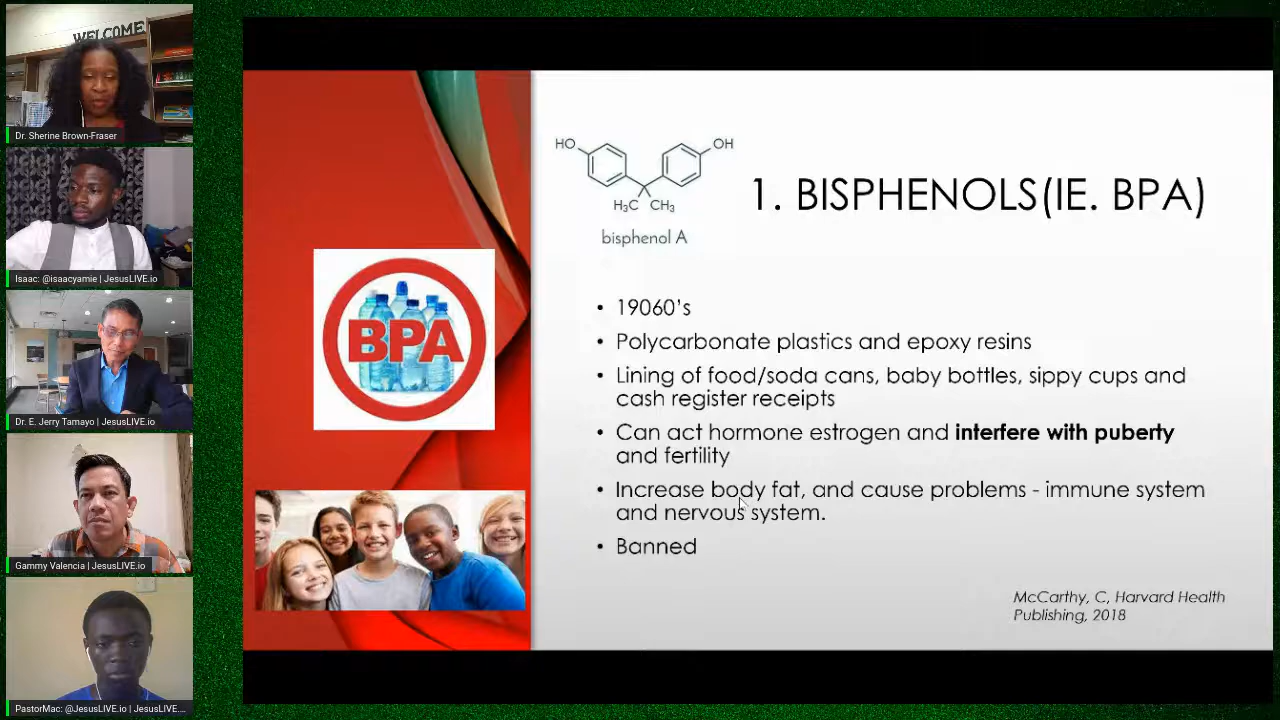 WELCOME
Dr. Sherine Brown-Fraser
Isaac: @isaacyamie | JesusLIVE.io
Dr. E. Jerry Tamayo | JesusLIVE.io
Gammy Valencia | JesusLIVE.io
PastorMac: @JesusLIVE.io | JesusLIVE....
BPA
HO
OH
H₃C CH₃
bisphenol A
1. BISPHENOLS(IE. BPA)
• 19060's
• Polycarbonate plastics and epoxy resins
• Lining of food/soda cans, baby bottles, sippy cups and
cash register receipts
• Can act hormone estrogen and interfere with puberty
and fertility
• Increase body fat, and cause problems - immune system
and nervous system.
• Banned
McCarthy, C, Harvard Health
Publishing, 2018